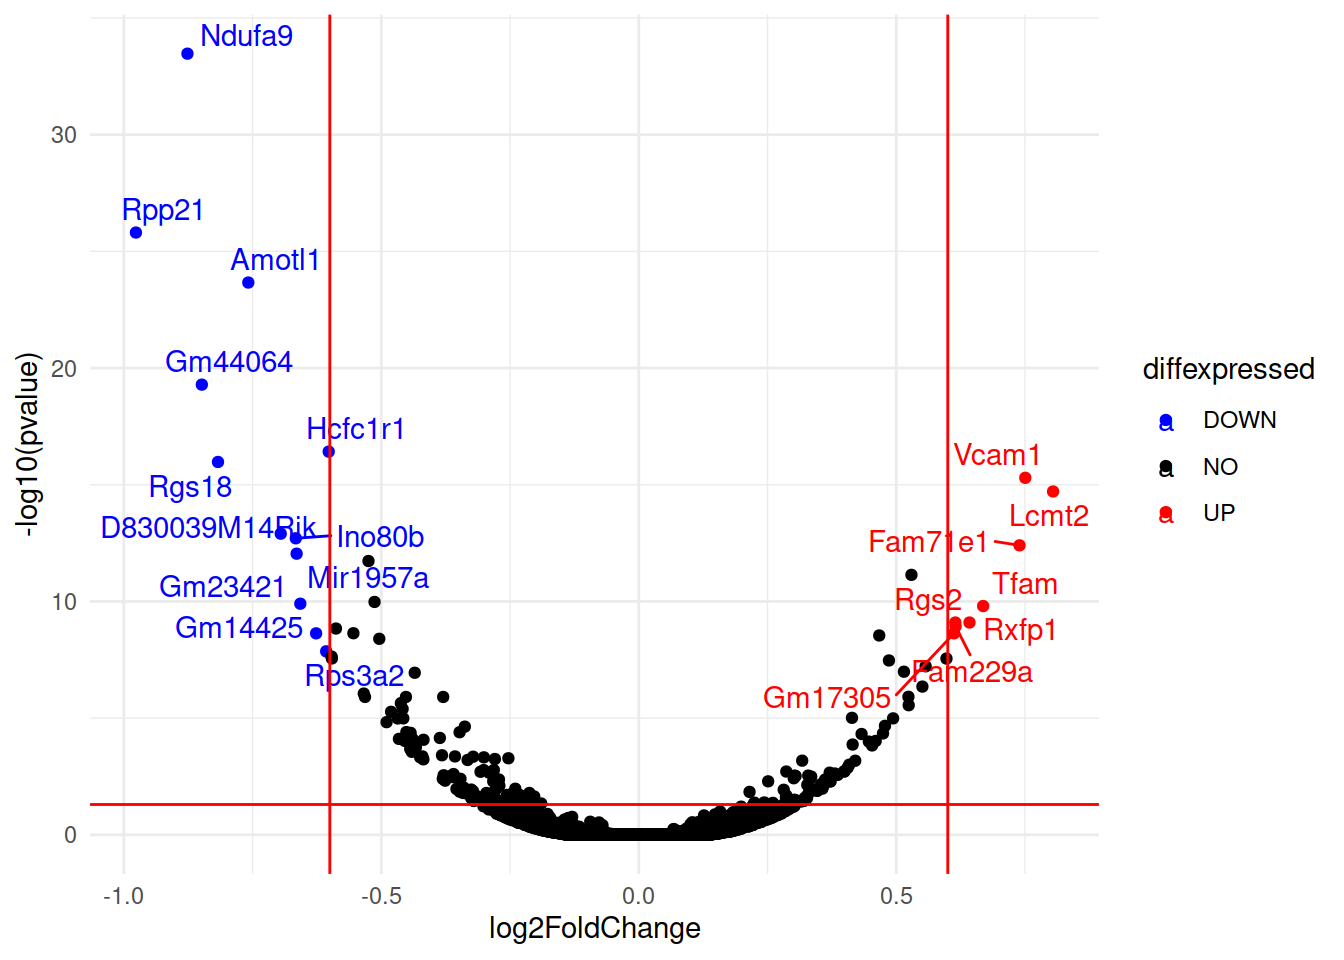 Ndufa9
30
Rpp21
Amotl1
Gm44064
20
Hcfc1r1
Vcam1
Rgs18
Lcmt2
D830039M14Rik
Ino80b
Fam71e1
Mir1957a
Tfam
Gm23421
Rgs2
10
Gm14425
Rxfp1
Rps3a2
Fam229a
Gm17305
0
-1.0 -0.5 0.0 0.5
log2FoldChange
-log10(pvalue)
diffexpressed
a DOWN
a NO
a UP